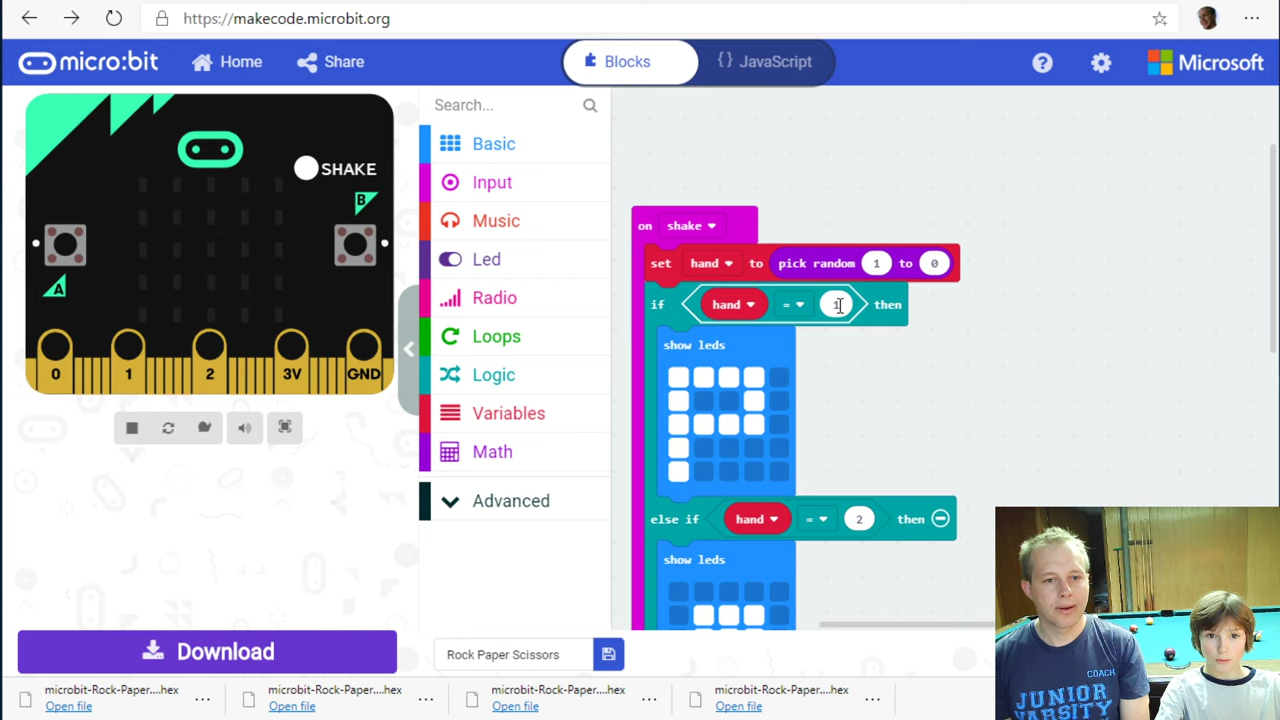 https://makecode.microbit.org
micro:bit Home Share Blocks {} JavaScript ? Microsoft
SHAKE
B
A
0 1 2 3V GND
Search...
Basic
Input
Music
Led
Radio
Loops
Logic
Variables
Math
Advanced
on shake
set hand to pick random 1 to 0
if hand = 1 then
show leds
else if hand = 2 then
show leds
Download
Rock Paper Scissors
microbit-Rock-Paper....hex microbit-Rock-Paper....hex microbit-Rock-Paper....hex microbit-Rock-Paper....hex
Open file Open file Open file Open file
COACH
JUNIOR
VARSITY